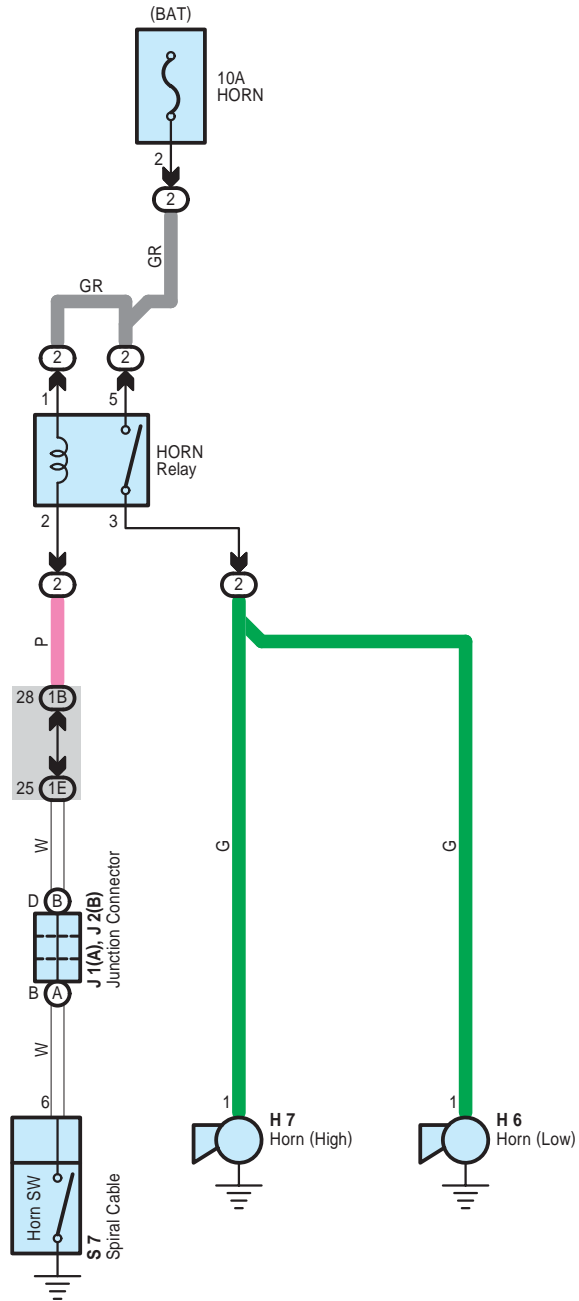 (BAT)
10A
HORN
2
2
GR
GR
2
2
1
5
HORN
Relay
2
3
2
2
P
28
1B
25
1E
W
G
G
D
B
J 1(A), J 2(B)
Junction Connector
B
A
W
6
1
H 7
Horn (High)
1
H 6
Horn (Low)
Horn SW
S 7
Spiral Cable